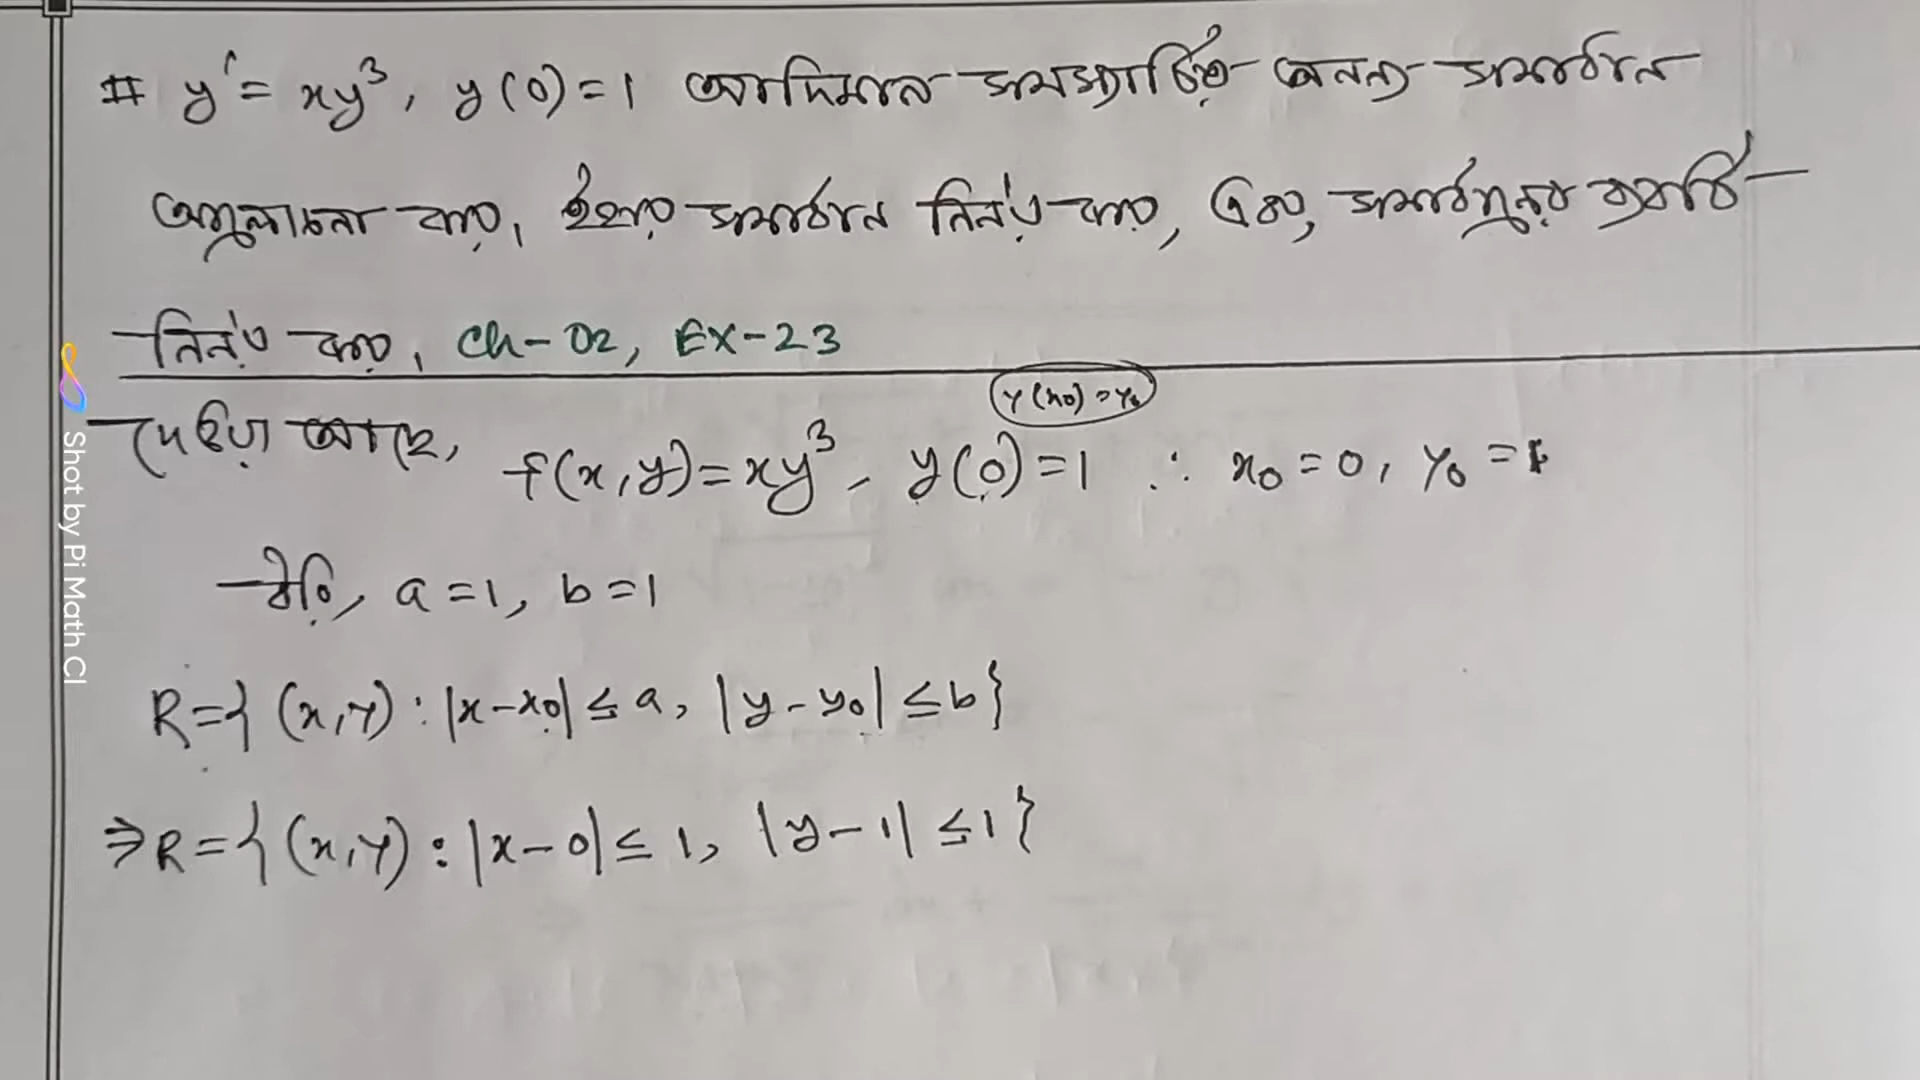 # y' = xy³, y(0)=1 আদিমান সমস্যাটির অনন্য সমাধান
আলোচনা কর, ইহার সমাধান নির্ণয় কর, এবং, সমাধানের ব্যবধি
নির্ণয় কর, Ch-02, EX-23
y(x₀)=y₀
দেওয়া আছে, f(x,y)=xy³, y(0)=1 ∴ x₀=0, y₀=1
ধরি, a=1, b=1
R={(x,y):|x-x₀|≤a, |y-y₀|≤b}
⇒R={(x,y):|x-0|≤1, |y-1|≤1}
Shot by Pi Math Cl